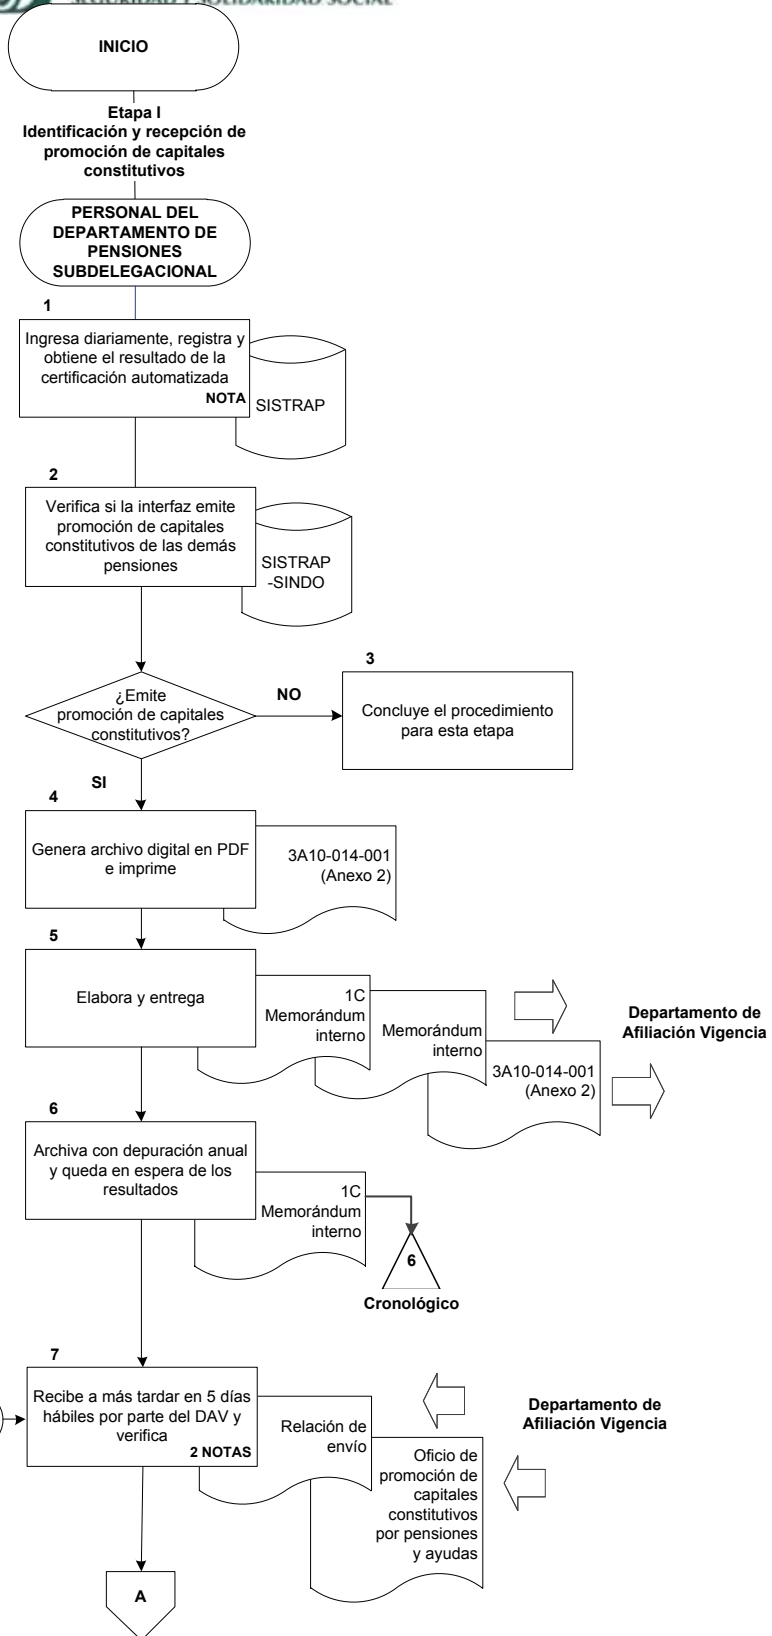 SEGURIDAD Y SOLIDARIDAD SOCIAL
INICIO
Etapa I
Identificación y recepción de
promoción de capitales
constitutivos
PERSONAL DEL
DEPARTAMENTO DE
PENSIONES
SUBDELEGACIONAL
1
Ingresa diariamente, registra y
obtiene el resultado de la
certificación automatizada
NOTA
SISTRAP
2
Verifica si la interfaz emite
promoción de capitales
constitutivos de las demás
pensiones
SISTRAP
-SINDO
¿Emite
promoción de capitales
constitutivos?
NO
3
Concluye el procedimiento
para esta etapa
SI
4
Genera archivo digital en PDF
e imprime
3A10-014-001
(Anexo 2)
5
Elabora y entrega
1C
Memorándum
interno
Memorándum
interno
3A10-014-001
(Anexo 2)
Departamento de
Afiliación Vigencia
6
Archiva con depuración anual
y queda en espera de los
resultados
1C
Memorándum
interno
6
Cronológico
7
Recibe a más tardar en 5 días
hábiles por parte del DAV y
verifica
2 NOTAS
Relación de
envío
Oficio de
promoción de
capitales
constitutivos
por pensiones
y ayudas
Departamento de
Afiliación Vigencia
A